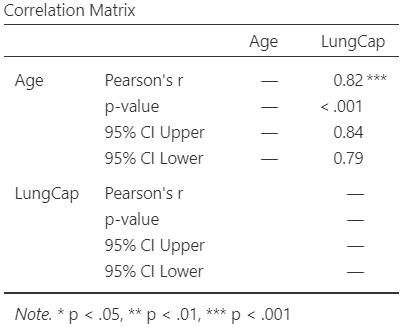 Correlation Matrix
Age LungCap
Age Pearson's r — 0.82 ***
p-value — < .001
95% CI Upper — 0.84
95% CI Lower — 0.79
LungCap Pearson's r —
p-value —
95% CI Upper —
95% CI Lower —
Note. * p < .05, ** p < .01, *** p < .001